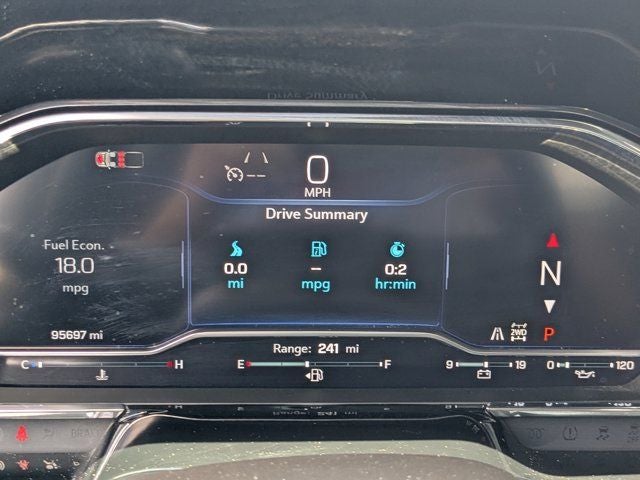 0
MPH
Drive Summary
Fuel Econ.
18.0
mpg
0.0
mi
--
mpg
0:2
hr:min
N
95697 mi
2WD
P
Range: 241 mi
C H
E F
9 19
0 120
BRA